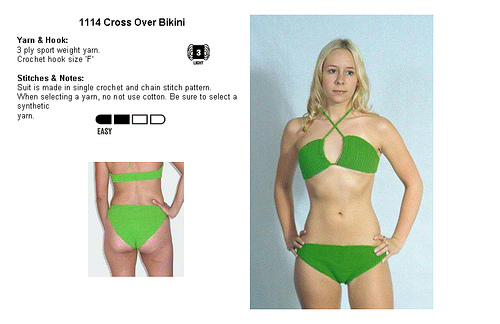 1114 Cross Over Bikini
Yarn & Hook:
3 ply sport weight yarn.
Crochet hook size 'F'
3
LIGHT
Stitches & Notes:
Suit is made in single crochet and chain stitch pattern.
When selecting a yarn, no not use cotton. Be sure to select a
synthetic
yarn.
EASY